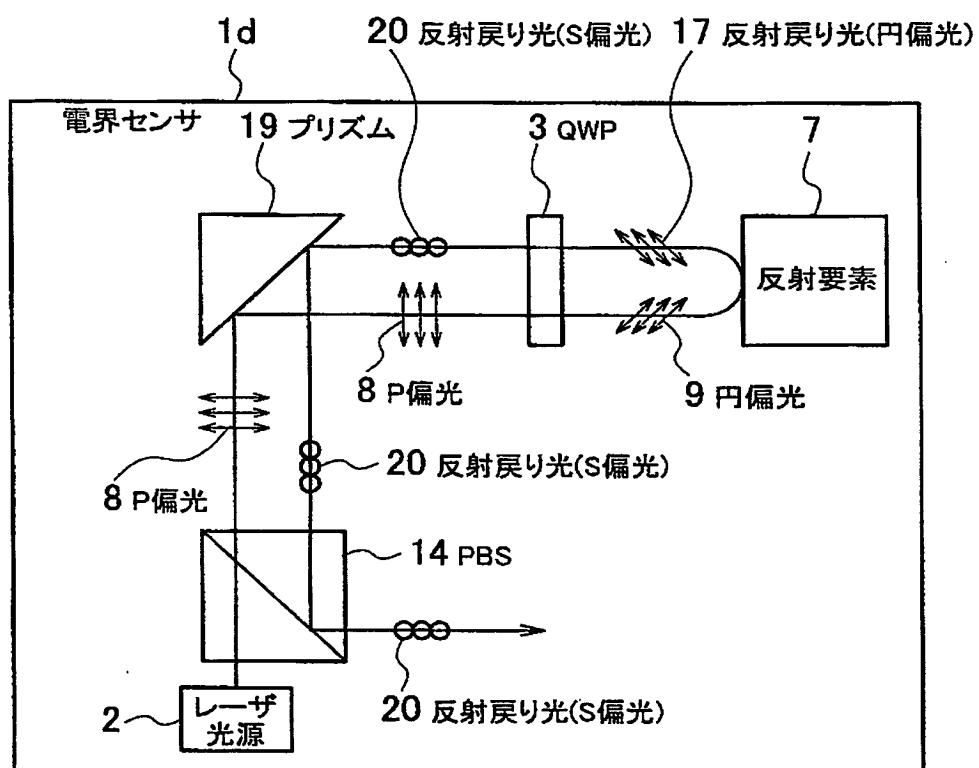 1d
20 反射戻り光(S偏光)
17 反射戻り光(円偏光)
電界センサ
19 プリズム
3 QWP
7
反射要素
8 P偏光
9 円偏光
8 P偏光
20 反射戻り光(S偏光)
14 PBS
20 反射戻り光(S偏光)
2
レーザ
光源